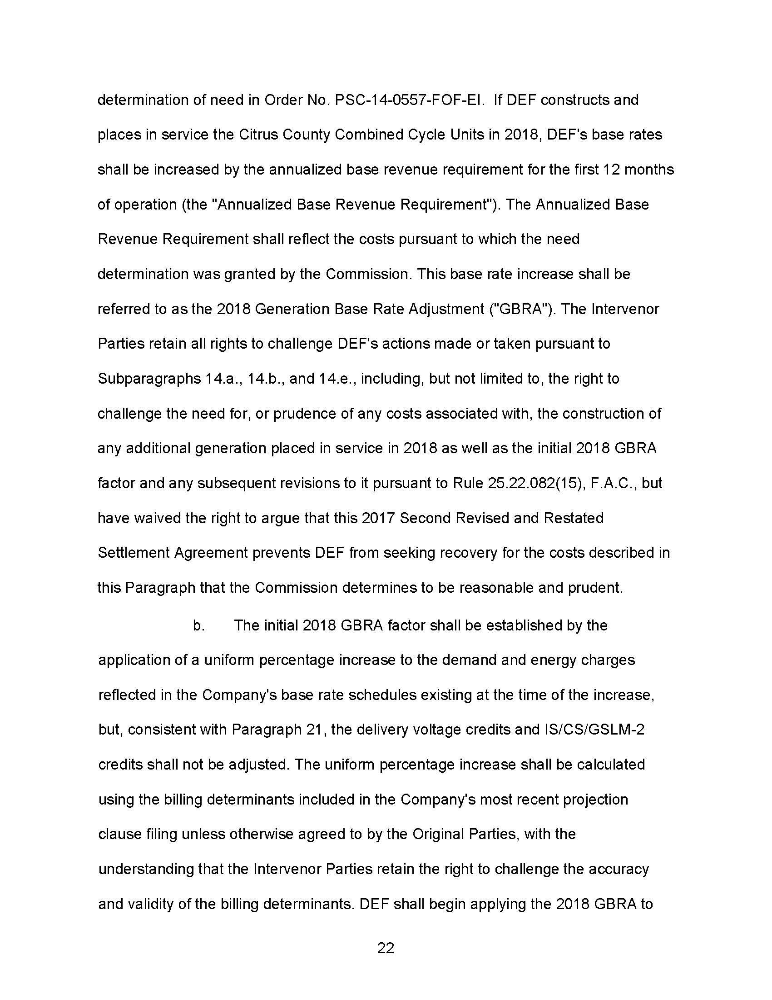 determination of need in Order No. PSC-14-0557-FOF-EI.  If DEF constructs and
places in service the Citrus County Combined Cycle Units in 2018, DEF's base rates
shall be increased by the annualized base revenue requirement for the first 12 months
of operation (the "Annualized Base Revenue Requirement"). The Annualized Base
Revenue Requirement shall reflect the costs pursuant to which the need
determination was granted by the Commission. This base rate increase shall be
referred to as the 2018 Generation Base Rate Adjustment ("GBRA"). The Intervenor
Parties retain all rights to challenge DEF's actions made or taken pursuant to
Subparagraphs 14.a., 14.b., and 14.e., including, but not limited to, the right to
challenge the need for, or prudence of any costs associated with, the construction of
any additional generation placed in service in 2018 as well as the initial 2018 GBRA
factor and any subsequent revisions to it pursuant to Rule 25.22.082(15), F.A.C., but
have waived the right to argue that this 2017 Second Revised and Restated
Settlement Agreement prevents DEF from seeking recovery for the costs described in
this Paragraph that the Commission determines to be reasonable and prudent.
b. The initial 2018 GBRA factor shall be established by the
application of a uniform percentage increase to the demand and energy charges
reflected in the Company's base rate schedules existing at the time of the increase,
but, consistent with Paragraph 21, the delivery voltage credits and IS/CS/GSLM-2
credits shall not be adjusted. The uniform percentage increase shall be calculated
using the billing determinants included in the Company's most recent projection
clause filing unless otherwise agreed to by the Original Parties, with the
understanding that the Intervenor Parties retain the right to challenge the accuracy
and validity of the billing determinants. DEF shall begin applying the 2018 GBRA to
22